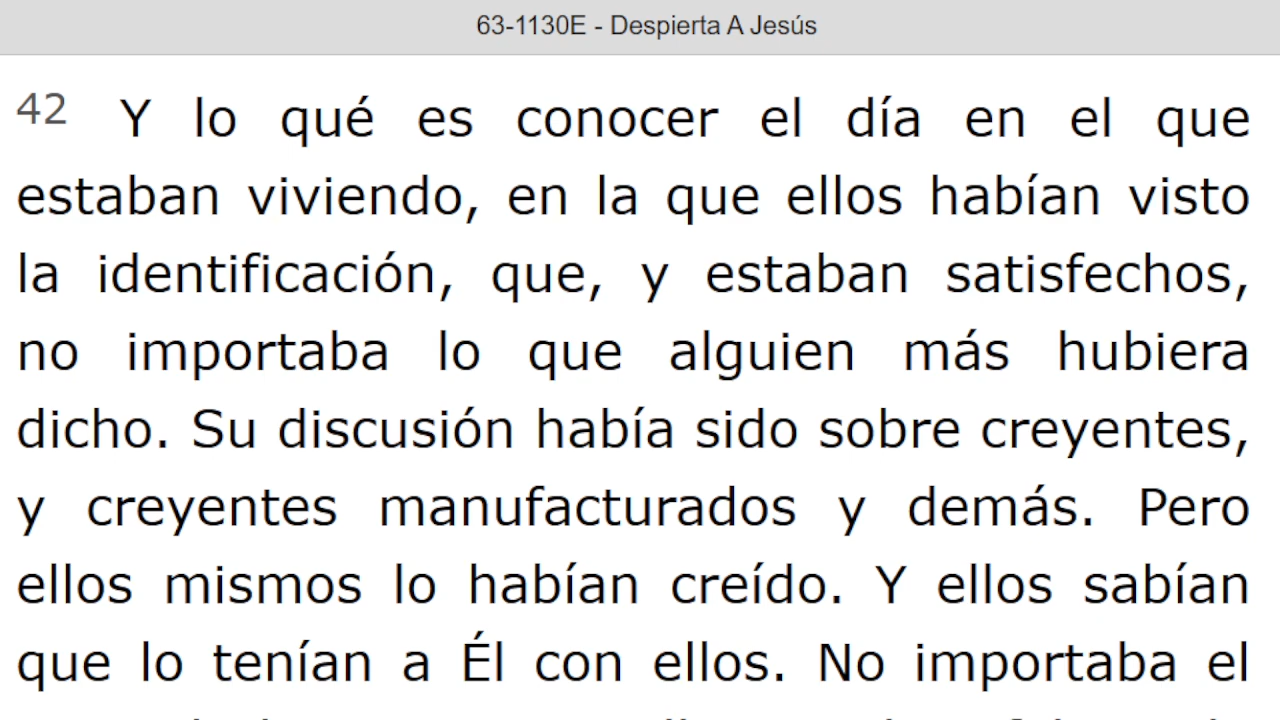 63-1130E - Despierta A Jesús
42 Y lo qué es conocer el día en el que
estaban viviendo, en la que ellos habían visto
la identificación, que, y estaban satisfechos,
no importaba lo que alguien más hubiera
dicho. Su discusión había sido sobre creyentes,
y creyentes manufacturados y demás. Pero
ellos mismos lo habían creído. Y ellos sabían
que lo tenían a Él con ellos. No importaba el